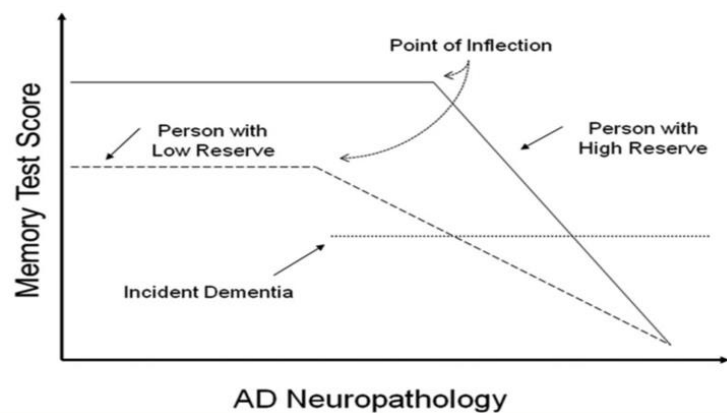 Point of Inflection
Person with
Low Reserve
Person with
High Reserve
Incident Dementia
Memory Test Score
AD Neuropathology